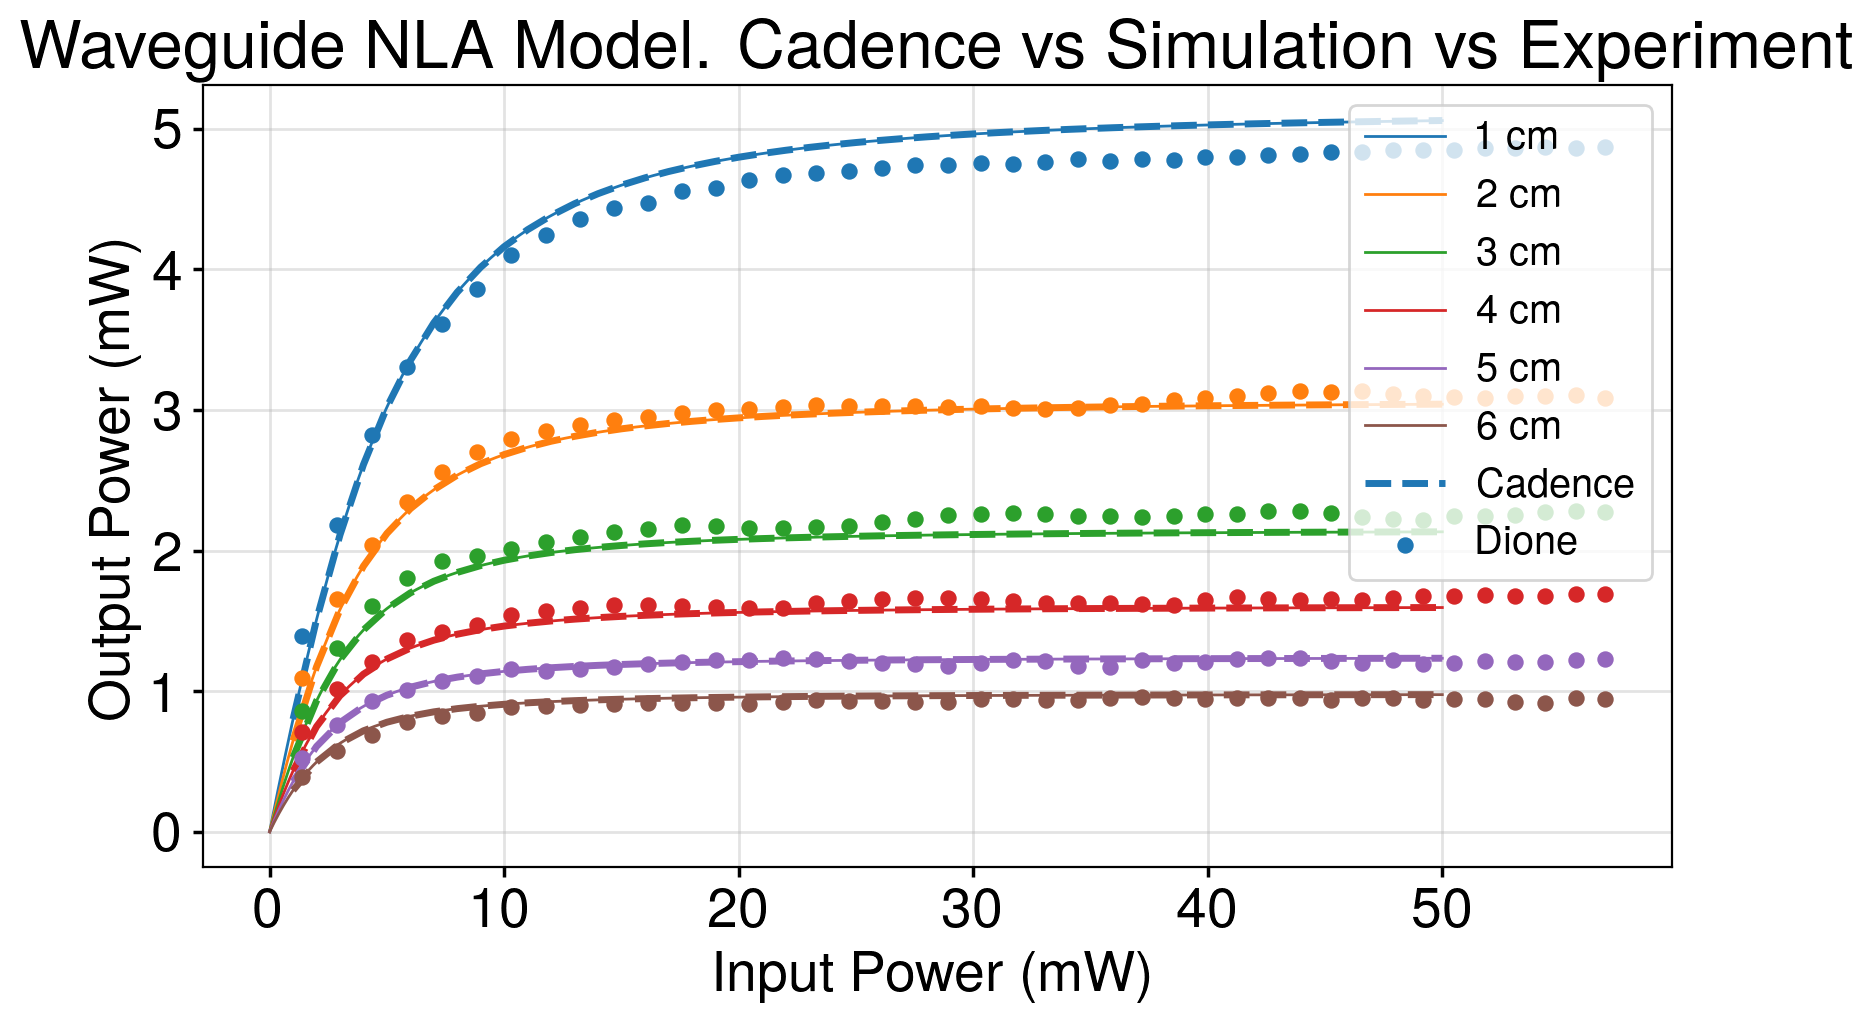 Waveguide NLA Model. Cadence vs Simulation vs Experiment
Output Power (mW)
5
4
3
2
1
0
0 10 20 30 40 50
Input Power (mW)
1 cm
2 cm
3 cm
4 cm
5 cm
6 cm
Cadence
Dione